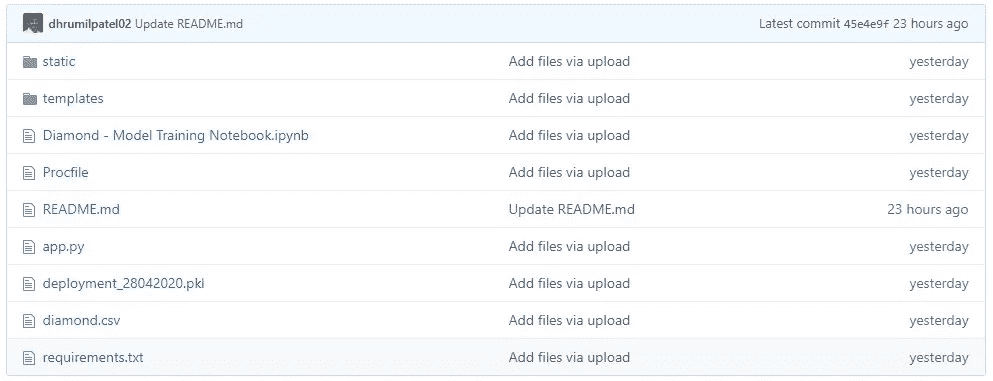 dhrumilpatel02 Update README.md Latest commit 45e4e9f 23 hours ago
static Add files via upload yesterday
templates Add files via upload yesterday
Diamond - Model Training Notebook.ipynb Add files via upload yesterday
Procfile Add files via upload yesterday
README.md Update README.md 23 hours ago
app.py Add files via upload yesterday
deployment_28042020.pkl Add files via upload yesterday
diamond.csv Add files via upload yesterday
requirements.txt Add files via upload yesterday